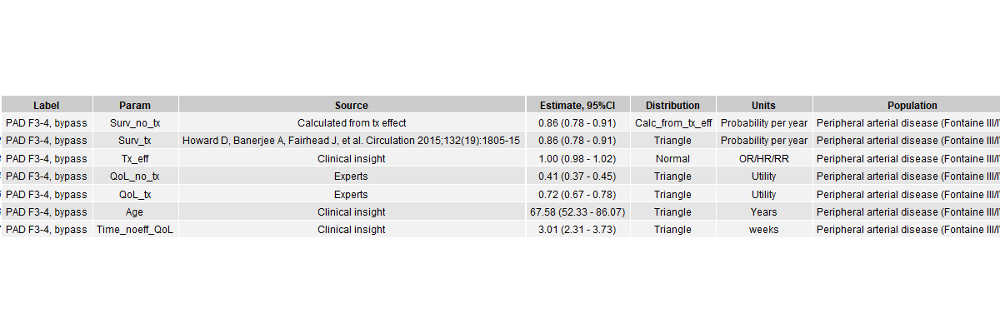 Label Param Source Estimate, 95%CI Distribution Units Population
PAD F3-4, bypass Surv_no_tx Calculated from tx effect 0.86 (0.78 - 0.91) Calc_from_tx_eff Probability per year Peripheral arterial disease (Fontaine III/I
PAD F3-4, bypass Surv_tx Howard D, Banerjee A, Fairhead J, et al. Circulation 2015;132(19):1805-15 0.86 (0.78 - 0.91) Triangle Probability per year Peripheral arterial disease (Fontaine III/I
PAD F3-4, bypass Tx_eff Clinical insight 1.00 (0.98 - 1.02) Normal OR/HR/RR Peripheral arterial disease (Fontaine III/I
PAD F3-4, bypass QoL_no_tx Experts 0.41 (0.37 - 0.45) Triangle Utility Peripheral arterial disease (Fontaine III/I
PAD F3-4, bypass QoL_tx Experts 0.72 (0.67 - 0.78) Triangle Utility Peripheral arterial disease (Fontaine III/I
PAD F3-4, bypass Age Clinical insight 67.58 (52.33 - 86.07) Triangle Years Peripheral arterial disease (Fontaine III/I
PAD F3-4, bypass Time_noeff_QoL Clinical insight 3.01 (2.31 - 3.73) Triangle weeks Peripheral arterial disease (Fontaine III/I